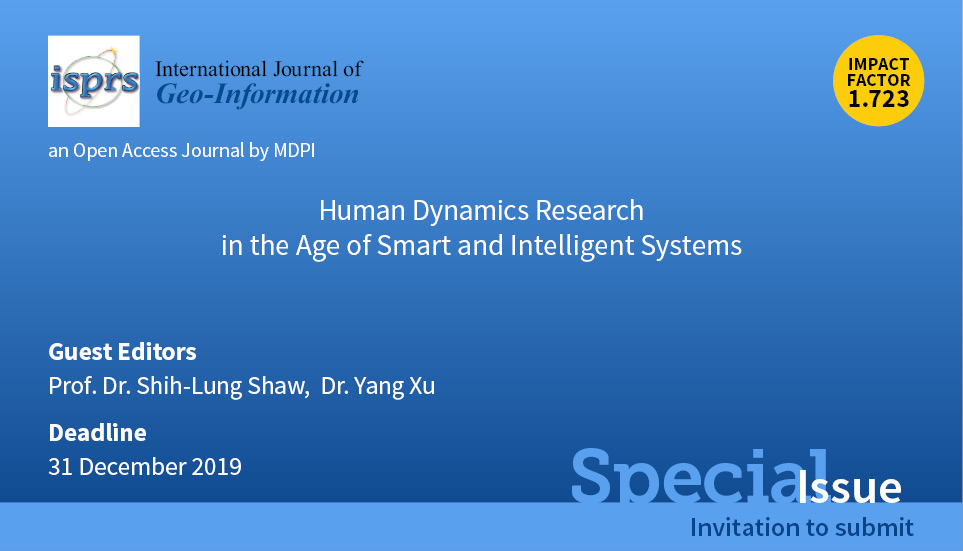 isprs
International Journal of
Geo-Information
IMPACT
FACTOR
1.723
an Open Access Journal by MDPI
Human Dynamics Research
in the Age of Smart and Intelligent Systems
Guest Editors
Prof. Dr. Shih-Lung Shaw,  Dr. Yang Xu
Deadline
31 December 2019
Special
Issue
Invitation to submit